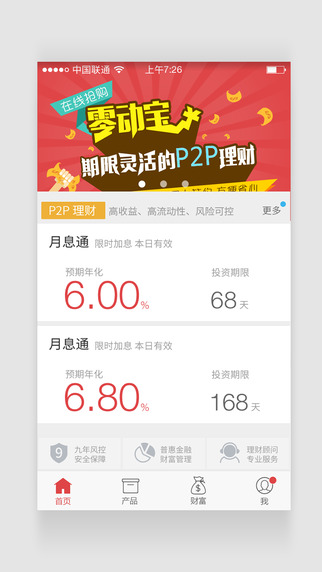 中国联通
上午7:26
在线抢购
零动宝
期限灵活的P2P理财
P2P 理财
高收益、高流动性、风险可控
更多
月息通 限时加息 本日有效
预期年化 投资期限
6.00% 68 天
月息通 限时加息 本日有效
预期年化 投资期限
6.80% 168 天
9
九年风控
安全保障
普惠金融
财富管理
理财顾问
专业服务
首页 产品 财富 我